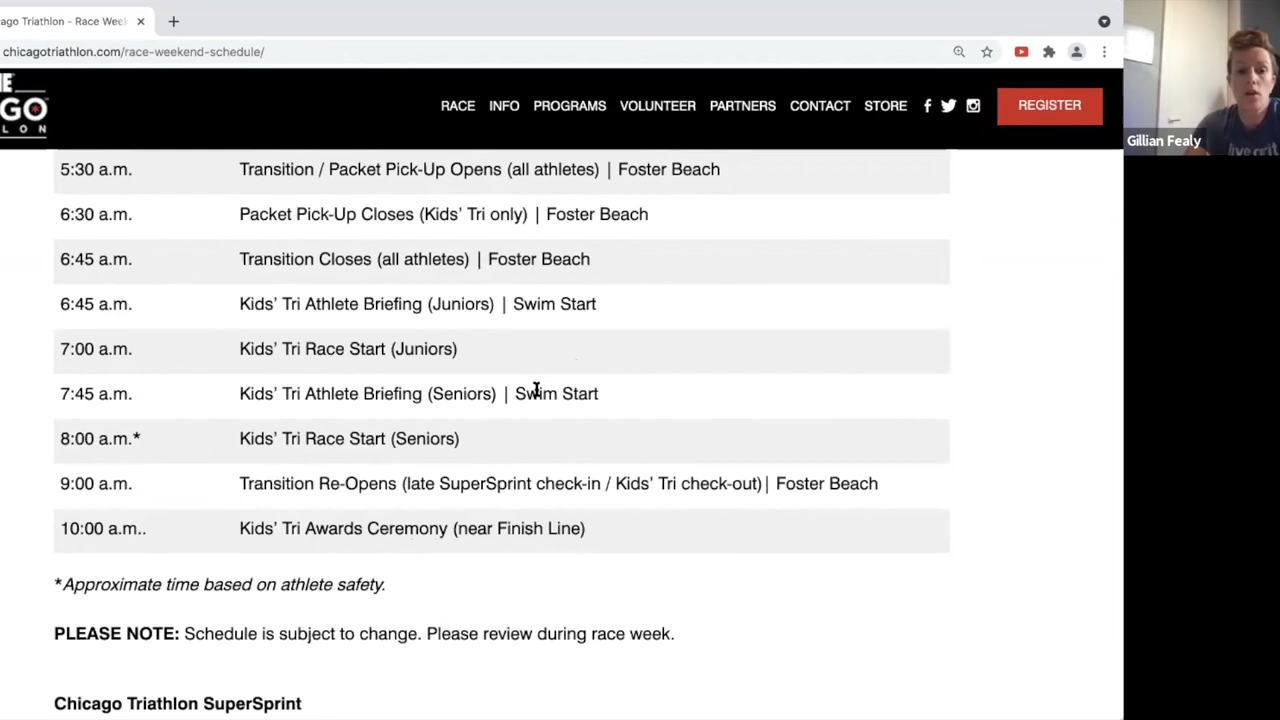 ago Triathlon - Race Week
chicagotriathlon.com/race-weekend-schedule/
GO
L O N
RACE INFO PROGRAMS VOLUNTEER PARTNERS CONTACT STORE REGISTER
Gillian Fealy
5:30 a.m. Transition / Packet Pick-Up Opens (all athletes) | Foster Beach
6:30 a.m. Packet Pick-Up Closes (Kids’ Tri only) | Foster Beach
6:45 a.m. Transition Closes (all athletes) | Foster Beach
6:45 a.m. Kids’ Tri Athlete Briefing (Juniors) | Swim Start
7:00 a.m. Kids’ Tri Race Start (Juniors)
7:45 a.m. Kids’ Tri Athlete Briefing (Seniors) | Swim Start
8:00 a.m.* Kids’ Tri Race Start (Seniors)
9:00 a.m. Transition Re-Opens (late SuperSprint check-in / Kids’ Tri check-out)| Foster Beach
10:00 a.m.. Kids’ Tri Awards Ceremony (near Finish Line)
*Approximate time based on athlete safety.
PLEASE NOTE: Schedule is subject to change. Please review during race week.
Chicago Triathlon SuperSprint